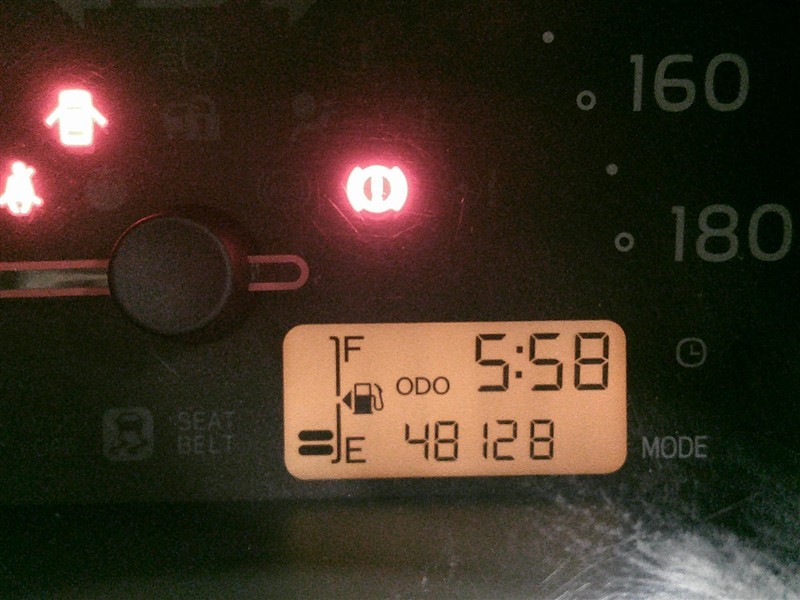 160
180
F 5:58
ODO
E 48128
SEAT
BELT
MODE